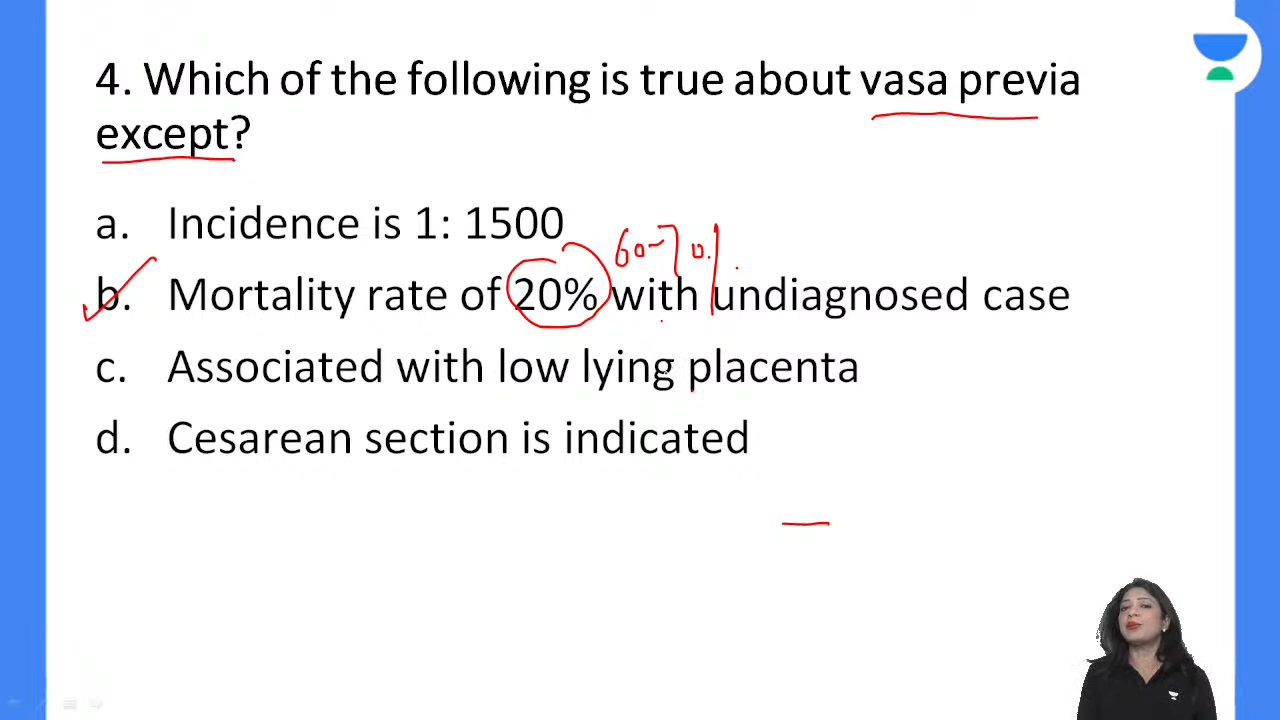 4. Which of the following is true about vasa previa
except?
a. Incidence is 1: 1500
60-70%
b. Mortality rate of 20% with undiagnosed case
c. Associated with low lying placenta
d. Cesarean section is indicated